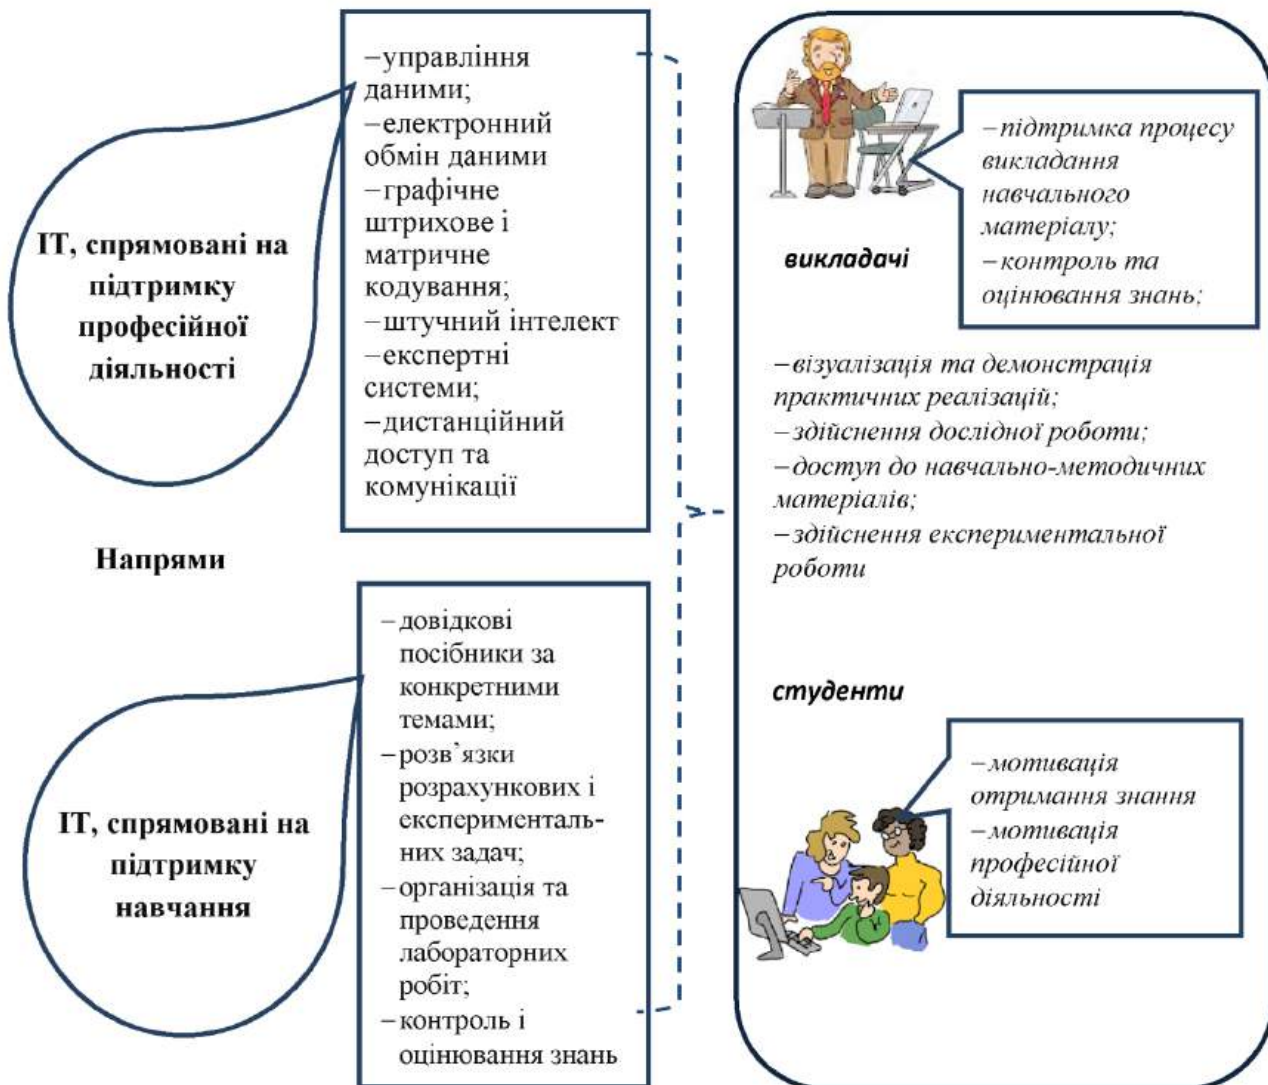 ІТ, спрямовані на
підтримку
професійної
діяльності
–управління
даними;
–електронний
обмін даними
–графічне
штрихове і
матричне
кодування;
–штучний інтелект
–експертні
системи;
–дистанційний
доступ та
комунікації
Напрями
ІТ, спрямовані на
підтримку
навчання
–довідкові
посібники за
конкретними
темами;
–розв’язки
розрахункових і
експерименталь-
них задач;
–організація та
проведення
лабораторних
робіт;
–контроль і
оцінювання знань
викладачі
–підтримка процесу
викладання
навчального
матеріалу;
–контроль та
оцінювання знань;
–візуалізація та демонстрація
практичних реалізацій;
–здійснення дослідної роботи;
–доступ до навчально-методичних
матеріалів;
–здійснення експериментальної
роботи
студенти
–мотивація
отримання знання
–мотивація
професійної
діяльності